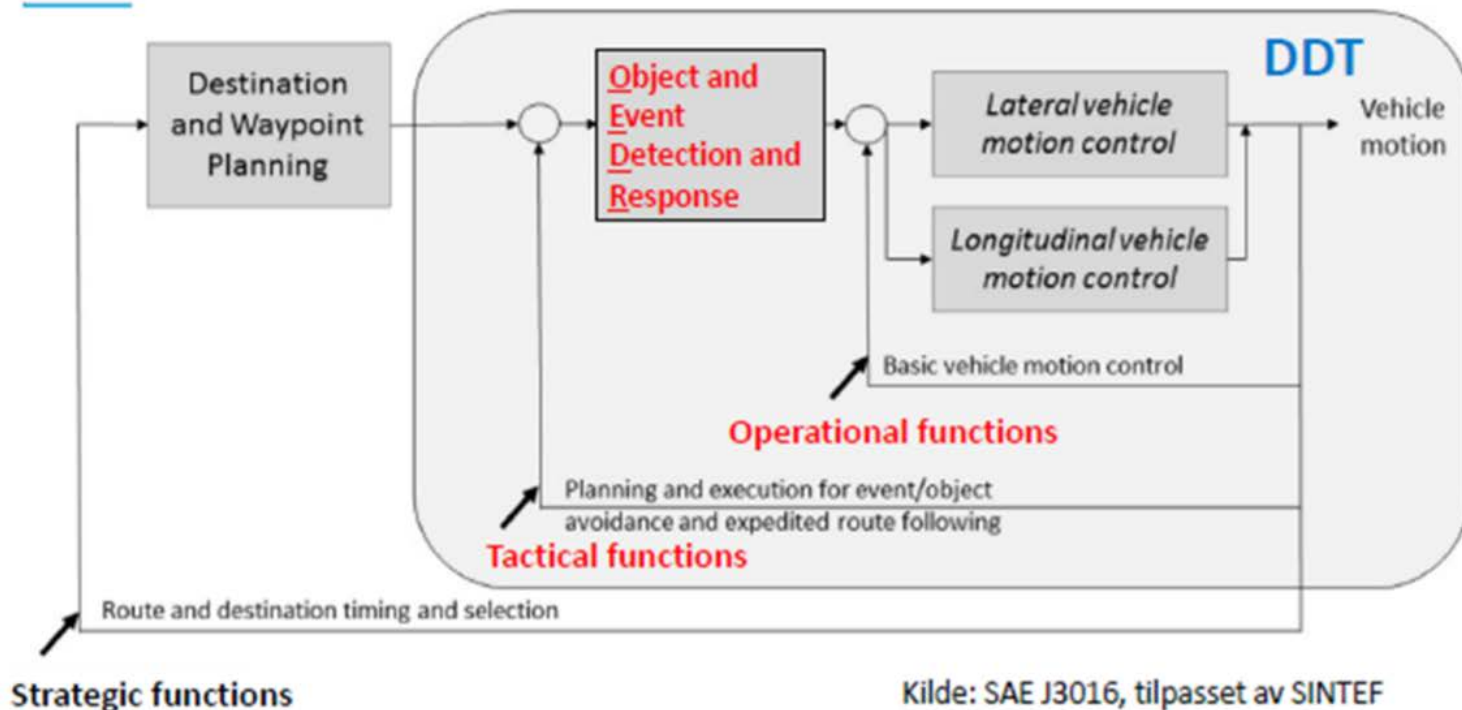 DDT
Destination
and Waypoint
Planning
Object and
Event
Detection and
Response
Lateral vehicle
motion control
Vehicle
motion
Longitudinal vehicle
motion control
Basic vehicle motion control
Operational functions
Planning and execution for event/object
avoidance and expedited route following
Tactical functions
Route and destination timing and selection
Strategic functions
Kilde: SAE J3016, tilpasset av SINTEF